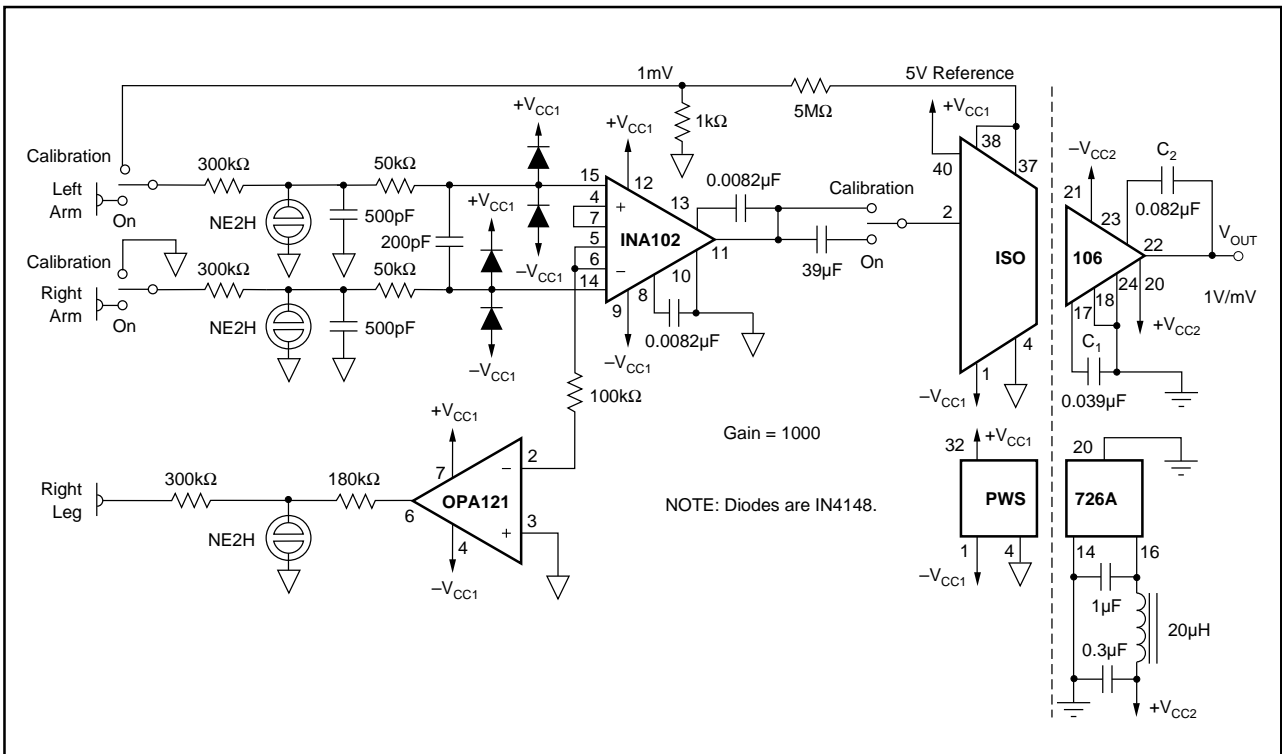 1mV
5V Reference
5MΩ
1kΩ
+VCC1
+VCC1
+VCC1
38
40
37
Calibration
Left
Arm
On
300kΩ
NE2H
500pF
50kΩ
200pF
+VCC1
–VCC1
–VCC1
15
4
7
5
6
14
+
–
INA102
12
13
11
10
8
9
0.0082µF
0.0082µF
–VCC1
Calibration
On
39µF
2
ISO
1
–VCC1
4
–VCC2
21
23
C2
0.082µF
22
VOUT
106
24
20
18
17
1V/mV
+VCC2
C1
0.039µF
Calibration
Right
Arm
On
300kΩ
NE2H
500pF
50kΩ
100kΩ
+VCC1
7
2
–
OPA121
+
3
6
4
–VCC1
Right
Leg
300kΩ
180kΩ
NE2H
Gain = 1000
NOTE: Diodes are IN4148.
32
+VCC1
PWS
1
4
–VCC1
20
726A
14
16
1µF
20µH
0.3µF
+VCC2